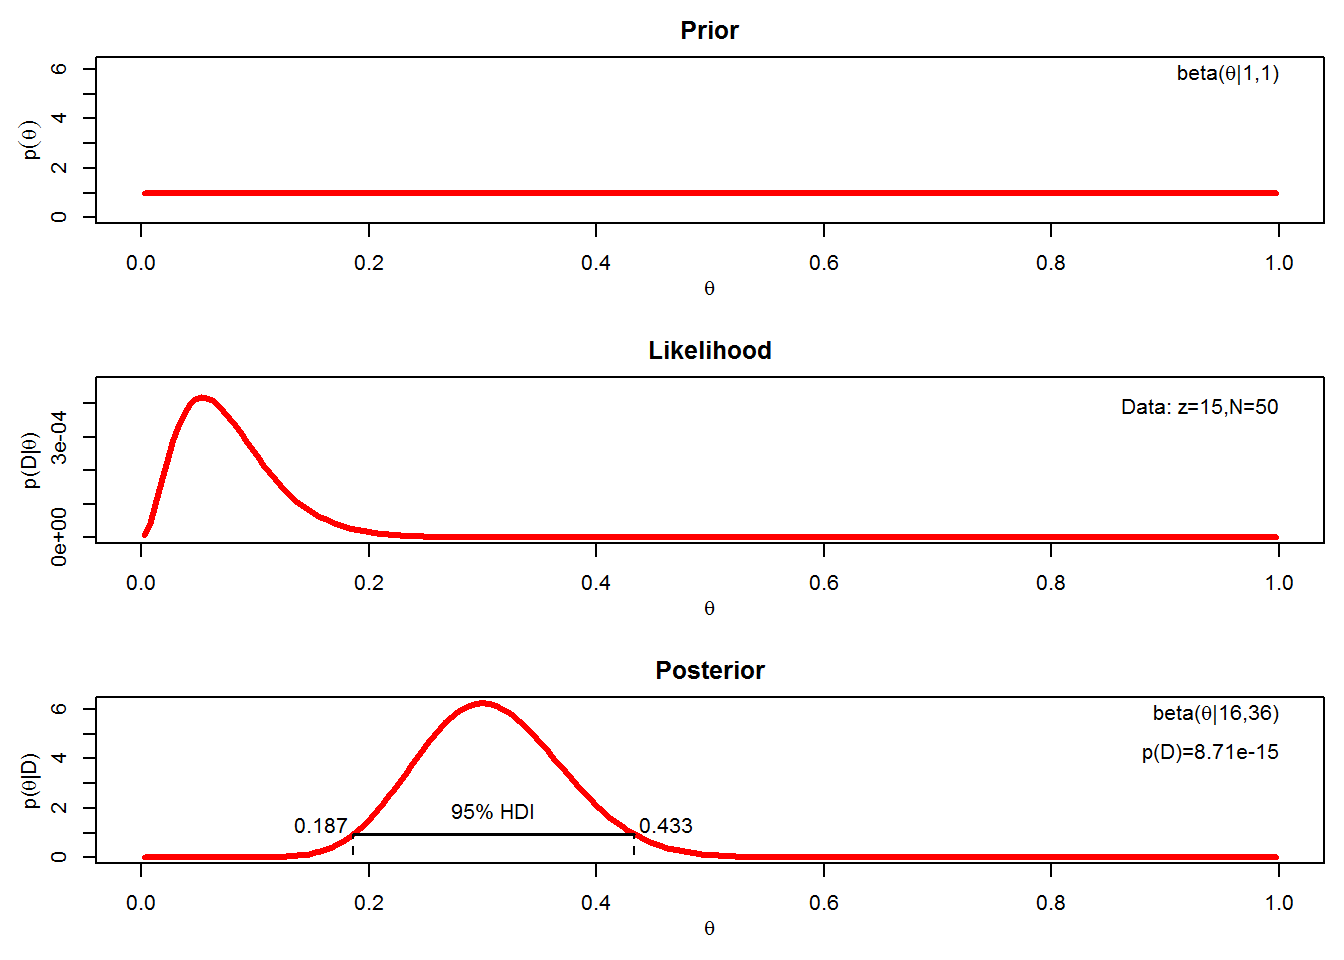 Prior
beta(θ|1,1)
p(θ)
0 2 4 6
0.0 0.2 0.4 0.6 0.8 1.0
θ
Likelihood
Data: z=15,N=50
p(D|θ)
0e+00 3e-04
0.0 0.2 0.4 0.6 0.8 1.0
θ
Posterior
beta(θ|16,36)
p(D)=8.71e-15
p(θ|D)
0 2 4 6
95% HDI
0.187 0.433
0.0 0.2 0.4 0.6 0.8 1.0
θ